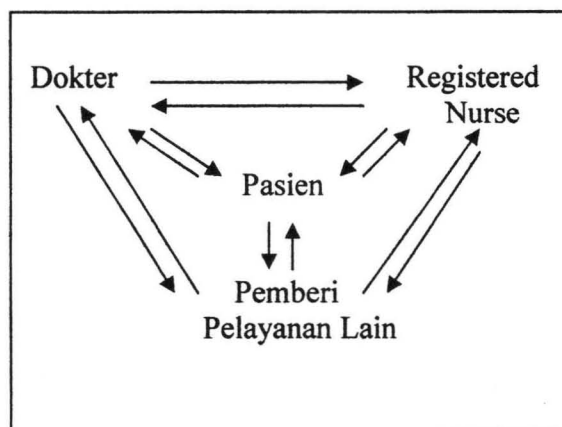 Dokter
Registered
Nurse
Pasien
Pemberi
Pelayanan Lain